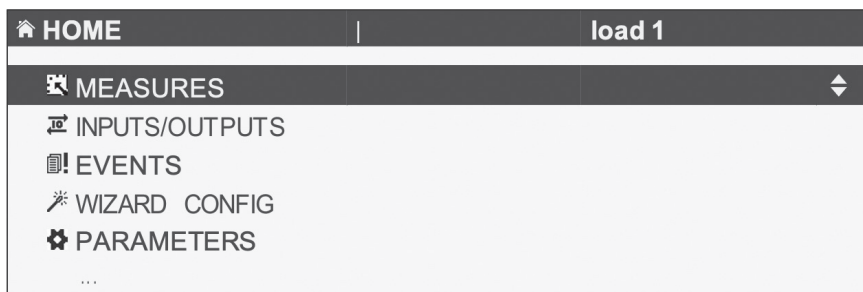 HOME | load 1
MEASURES
INPUTS/OUTPUTS
EVENTS
WIZARD CONFIG
PARAMETERS
...